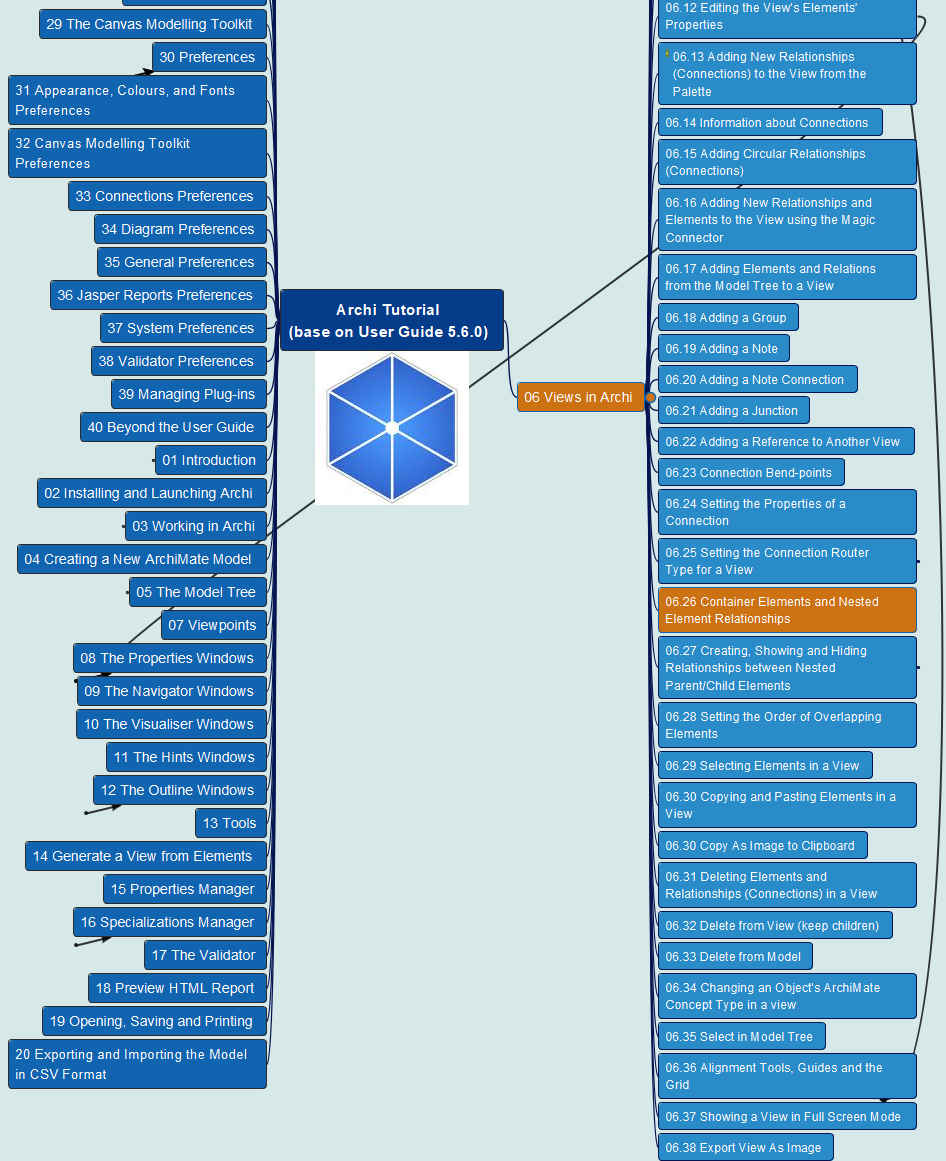 29 The Canvas Modelling Toolkit
30 Preferences
31 Appearance, Colours, and Fonts
Preferences
32 Canvas Modelling Toolkit
Preferences
33 Connections Preferences
34 Diagram Preferences
35 General Preferences
36 Jasper Reports Preferences
37 System Preferences
38 Validator Preferences
39 Managing Plug-ins
40 Beyond the User Guide
01 Introduction
02 Installing and Launching Archi
03 Working in Archi
04 Creating a New ArchiMate Model
05 The Model Tree
07 Viewpoints
08 The Properties Windows
09 The Navigator Windows
10 The Visualiser Windows
11 The Hints Windows
12 The Outline Windows
13 Tools
14 Generate a View from Elements
15 Properties Manager
16 Specializations Manager
17 The Validator
18 Preview HTML Report
19 Opening, Saving and Printing
20 Exporting and Importing the Model
in CSV Format
Archi Tutorial
(base on User Guide 5.6.0)
06 Views in Archi
06.12 Editing the View's Elements'
Properties
06.13 Adding New Relationships
(Connections) to the View from the
Palette
06.14 Information about Connections
06.15 Adding Circular Relationships
(Connections)
06.16 Adding New Relationships and
Elements to the View using the Magic
Connector
06.17 Adding Elements and Relations
from the Model Tree to a View
06.18 Adding a Group
06.19 Adding a Note
06.20 Adding a Note Connection
06.21 Adding a Junction
06.22 Adding a Reference to Another View
06.23 Connection Bend-points
06.24 Setting the Properties of a
Connection
06.25 Setting the Connection Router
Type for a View
06.26 Container Elements and Nested
Element Relationships
06.27 Creating, Showing and Hiding
Relationships between Nested
Parent/Child Elements
06.28 Setting the Order of Overlapping
Elements
06.29 Selecting Elements in a View
06.30 Copying and Pasting Elements in a
View
06.30 Copy As Image to Clipboard
06.31 Deleting Elements and
Relationships (Connections) in a View
06.32 Delete from View (keep children)
06.33 Delete from Model
06.34 Changing an Object's ArchiMate
Concept Type in a view
06.35 Select in Model Tree
06.36 Alignment Tools, Guides and the
Grid
06.37 Showing a View in Full Screen Mode
06.38 Export View As Image